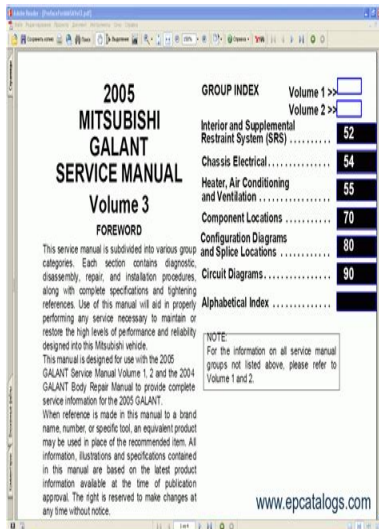 2005
MITSUBISHI
GALANT
SERVICE MANUAL
Volume 3
FOREWORD
This service manual is subdivided into various group
categories. Each section contains diagnostic,
disassembly, repair, and installation procedures,
along with complete specifications and tightening
references. Use of this manual will aid in properly
performing any service necessary to maintain or
restore the high levels of performance and reliability
designed into this Mitsubishi vehicle.
This manual is designed for use with the 2005
GALANT Service Manual Volume 1, 2 and the 2004
GALANT Body Repair Manual to provide complete
service information for the 2005 GALANT.
When reference is made in this manual to a brand
name, number, or specific tool, an equivalent product
may be used in place of the recommended item. All
information, illustrations and specifications contained
in this manual are based on the latest product
information available at the time of publication
approval. The right is reserved to make changes at
any time without notice.
GROUP INDEX
Volume 1 >>
Volume 2 >>
Interior and Supplemental
Restraint System (SRS) .......... 52
Chassis Electrical ................ 54
Heater, Air Conditioning
and Ventilation .................. 55
Component Locations ............ 70
Configuration Diagrams
and Splice Locations ............. 80
Circuit Diagrams ................. 90
Alphabetical Index ...............
NOTE:
For the information on all service manual
groups not listed above, please refer to
Volume 1 and 2.
www.epcatalogs.com